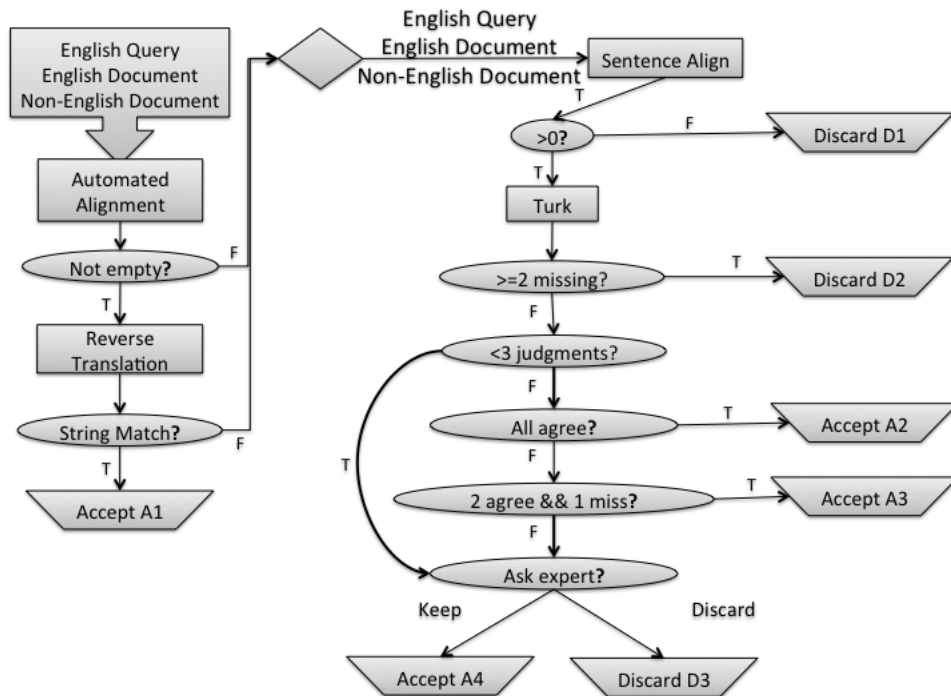 English Query
English Document
Non-English Document
Automated
Alignment
Not empty?
F
T
Reverse
Translation
String Match?
F
T
Accept A1
English Query
English Document
Non-English Document
Sentence Align
T
>0?
F
Discard D1
T
Turk
>=2 missing?
T
Discard D2
F
<3 judgments?
F
T
All agree?
T
Accept A2
F
2 agree && 1 miss?
T
Accept A3
F
Ask expert?
Keep
Discard
Accept A4
Discard D3